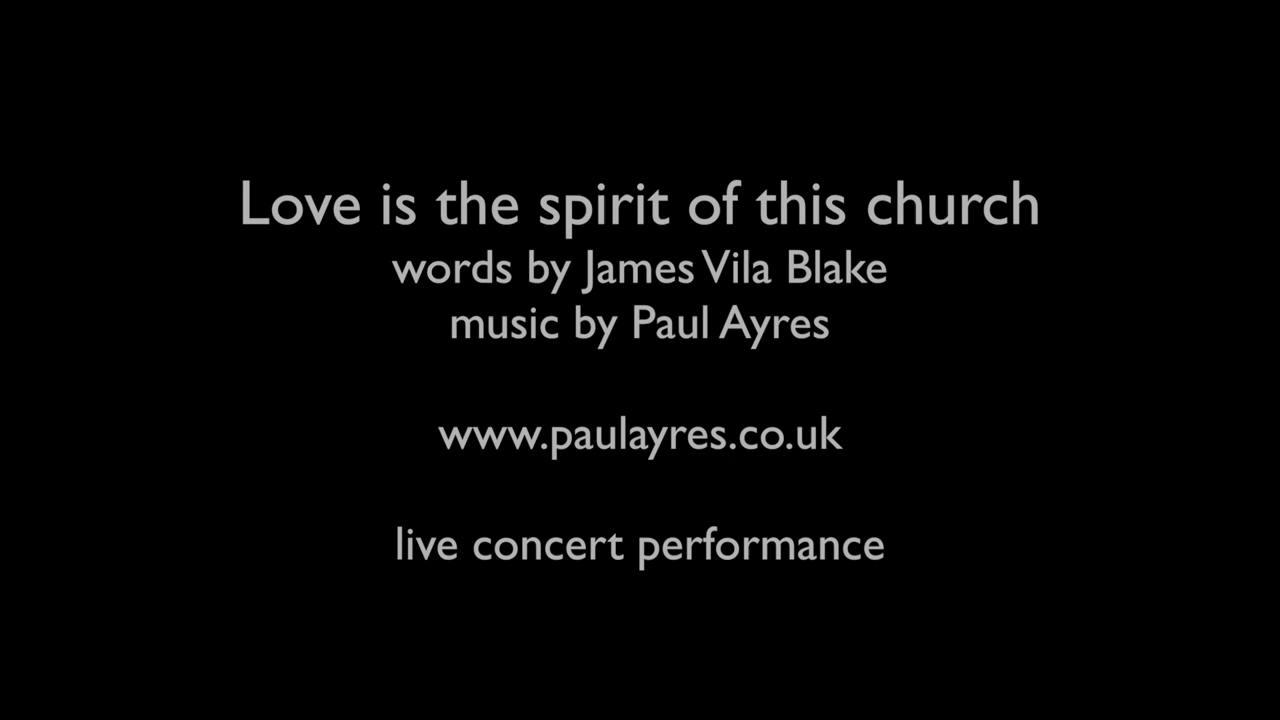 Love is the spirit of this church
words by James Vila Blake
music by Paul Ayres
www.paulayres.co.uk
live concert performance